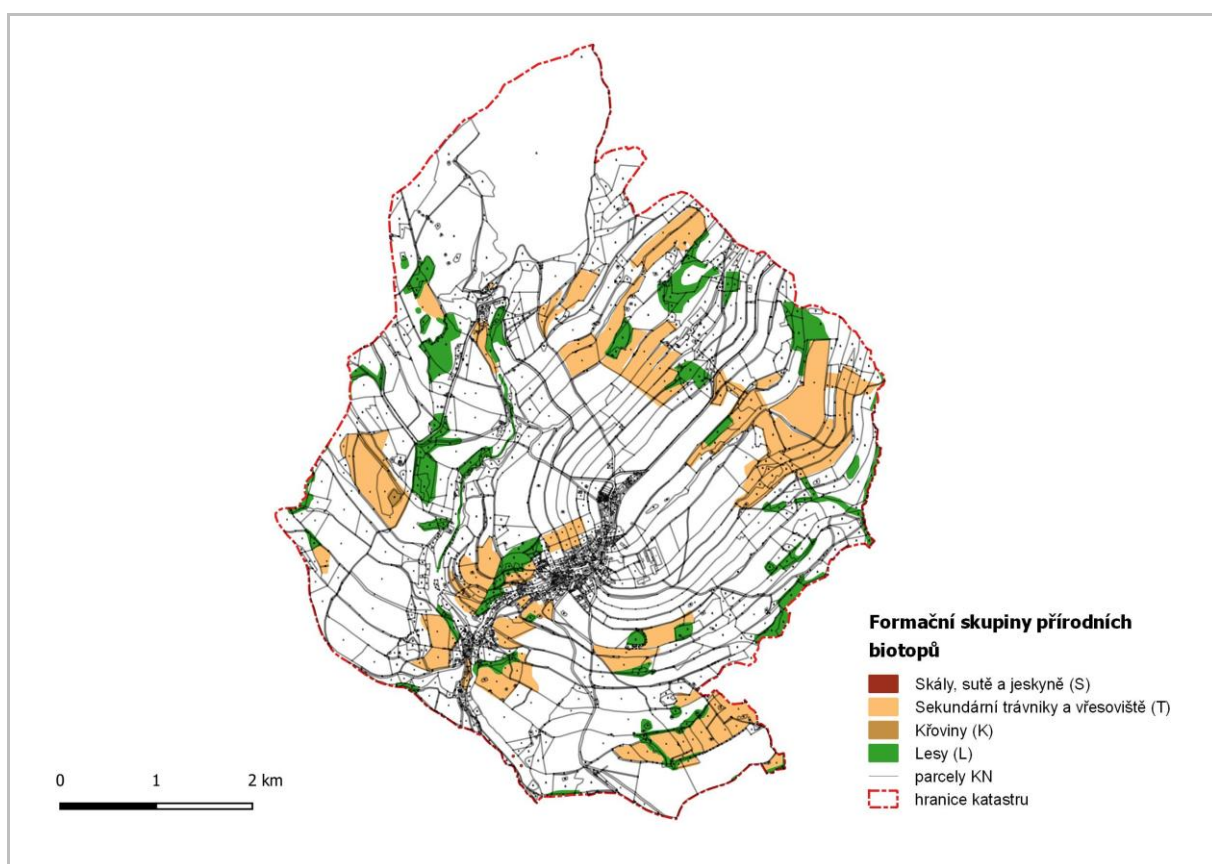 Formační skupiny přírodních
biotopů
Skály, sutě a jeskyně (S)
Sekundární trávníky a vřesoviště (T)
Křoviny (K)
Lesy (L)
parcely KN
hranice katastru
0 1 2 km